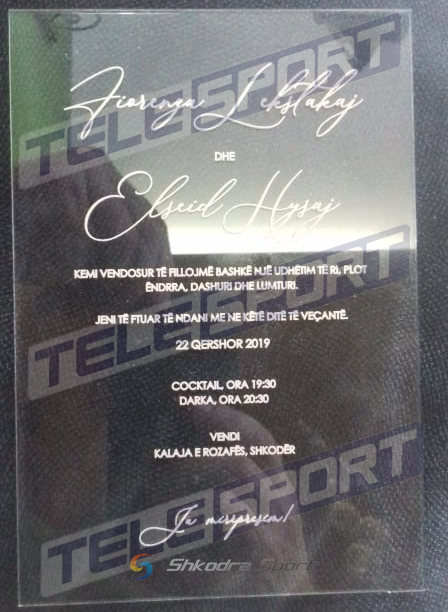 Fiorenza Lekstakaj
DHE
Elseid Hysaj
KEMI VENDOSUR TË FILLOJMË BASHKË NJË UDHËTIM TË RI, PLOT
ËNDRRA, DASHURI DHE LUMTURI.
JENI TË FTUAR TË NDANI ME NE KËTË DITË TË VEÇANTË.
22 QERSHOR 2019
COCKTAIL, ORA 19:30
DARKA, ORA 20:30
VENDI
KALAJA E ROZAFËS, SHKODËR
Ju mirëpresim!
TELESPORT
TELESPORT
TELESPORT
Shkodra Sport